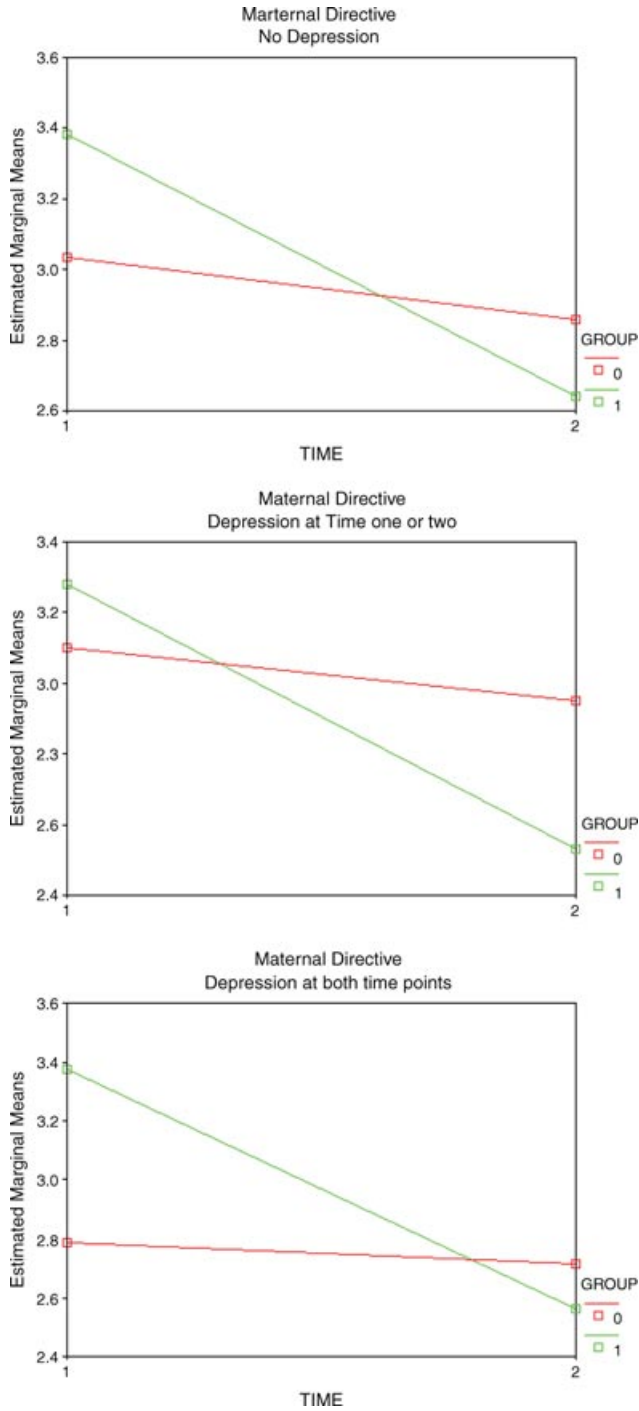 Marternal Directive
No Depression
Estimated Marginal Means
3.6
3.4
3.2
3.0
2.8
2.6
1
2
TIME
GROUP
0
1
Maternal Directive
Depression at Time one or two
Estimated Marginal Means
3.4
3.2
3.0
2.3
2.6
2.4
1
2
GROUP
0
1
Maternal Directive
Depression at both time points
Estimated Marginal Means
3.6
3.4
3.2
3.0
2.8
2.6
2.4
1
2
TIME
GROUP
0
1